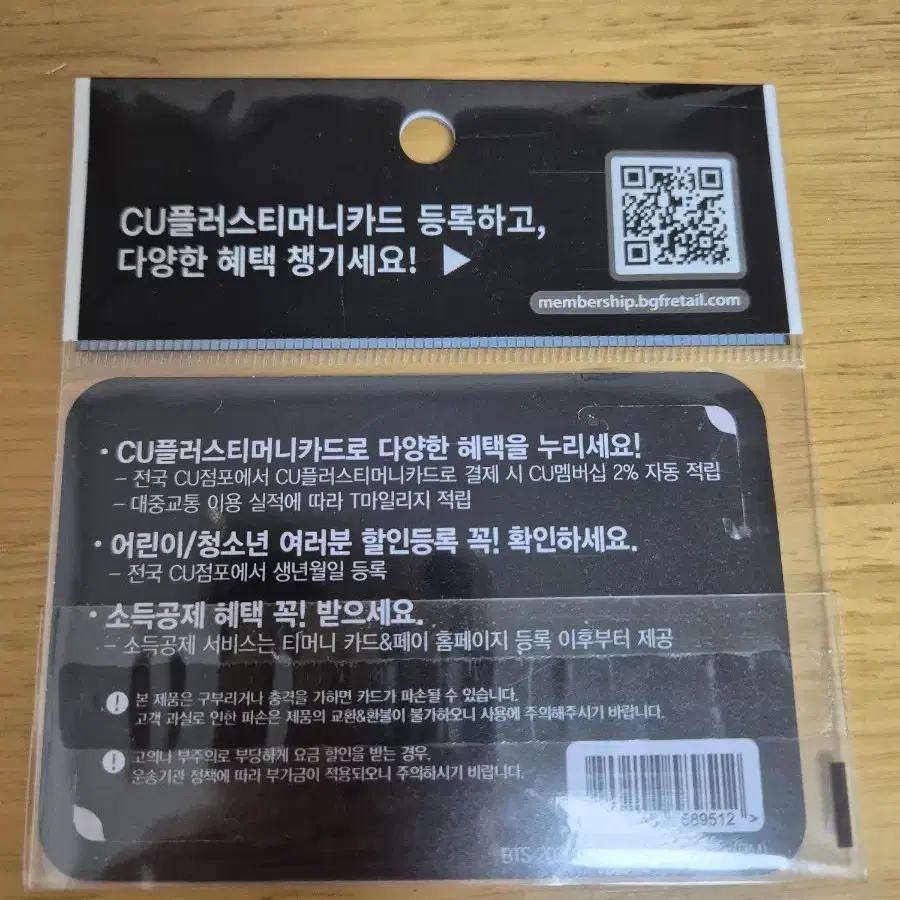 CU플러스티머니카드 등록하고,
다양한 혜택 챙기세요! ▶
membership.bgfretail.com
· CU플러스티머니카드로 다양한 혜택을 누리세요!
- 전국 CU점포에서 CU플러스티머니카드로 결제 시 CU멤버십 2% 자동 적립
- 대중교통 이용 실적에 따라 T마일리지 적립
· 어린이/청소년 여러분 할인등록 꼭! 확인하세요.
- 전국 CU점포에서 생년월일 등록
· 소득공제 혜택 꼭! 받으세요.
- 소득공제 서비스는 티머니 카드&페이 홈페이지 등록 이후부터 제공
본 제품은 구부리거나 충격을 가하면 카드가 파손될 수 있습니다.
고객 과실로 인한 파손은 제품의 교환&환불이 불가하오니 사용에 주의해주시기 바랍니다.
고의나 부주의로 부당하게 요금 할인을 받는 경우,
운송기관 정책에 따라 부가금이 적용되오니 주의하시기 바랍니다.
589512 >
BTS